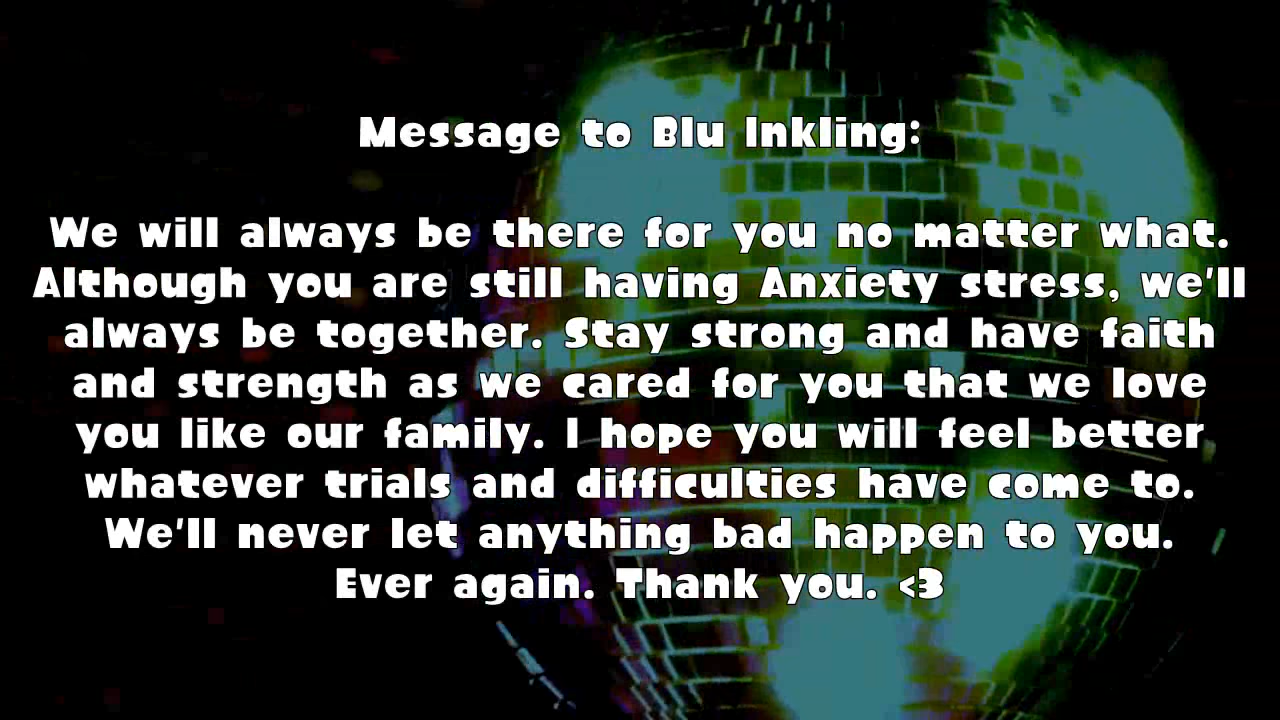 Message to Blu Inkling:
We will always be there for you no matter what.
Although you are still having Anxiety stress, we'll
always be together. Stay strong and have faith
and strength as we cared for you that we love
you like our family. I hope you will feel better
whatever trials and difficulties have come to.
We'll never let anything bad happen to you.
Ever again. Thank you. <3